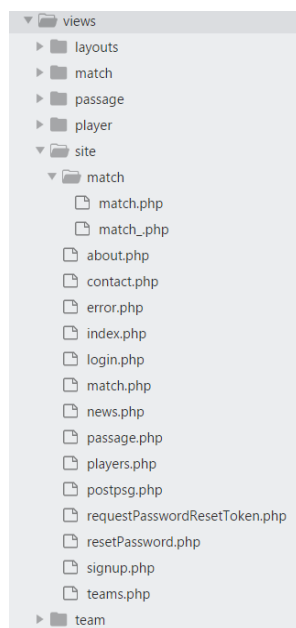 views
layouts
match
passage
player
site
match
match.php
match_.php
about.php
contact.php
error.php
index.php
login.php
match.php
news.php
passage.php
players.php
postpsg.php
requestPasswordResetToken.php
resetPassword.php
signup.php
teams.php
team